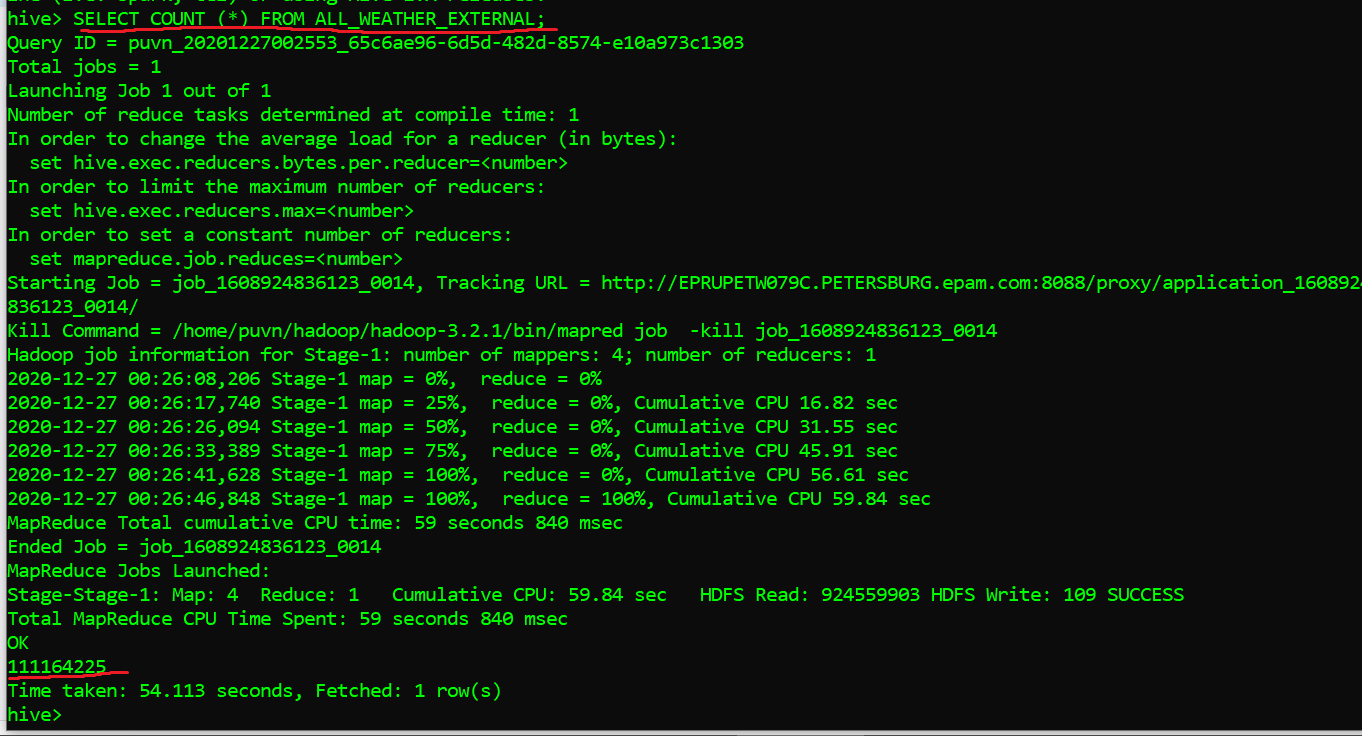 hive> SELECT COUNT (*) FROM ALL_WEATHER_EXTERNAL;
Query ID = puvn_20201227002553_65c6ae96-6d5d-482d-8574-e10a973c1303
Total jobs = 1
Launching Job 1 out of 1
Number of reduce tasks determined at compile time: 1
In order to change the average load for a reducer (in bytes):
  set hive.exec.reducers.bytes.per.reducer=<number>
In order to limit the maximum number of reducers:
  set hive.exec.reducers.max=<number>
In order to set a constant number of reducers:
  set mapreduce.job.reduces=<number>
Starting Job = job_1608924836123_0014, Tracking URL = http://EPRUPETW079C.PETERSBURG.epam.com:8088/proxy/application_160892
836123_0014/
Kill Command = /home/puvn/hadoop/hadoop-3.2.1/bin/mapred job  -kill job_1608924836123_0014
Hadoop job information for Stage-1: number of mappers: 4; number of reducers: 1
2020-12-27 00:26:08,206 Stage-1 map = 0%,  reduce = 0%
2020-12-27 00:26:17,740 Stage-1 map = 25%,  reduce = 0%, Cumulative CPU 16.82 sec
2020-12-27 00:26:26,094 Stage-1 map = 50%,  reduce = 0%, Cumulative CPU 31.55 sec
2020-12-27 00:26:33,389 Stage-1 map = 75%,  reduce = 0%, Cumulative CPU 45.91 sec
2020-12-27 00:26:41,628 Stage-1 map = 100%,  reduce = 0%, Cumulative CPU 56.61 sec
2020-12-27 00:26:46,848 Stage-1 map = 100%,  reduce = 100%, Cumulative CPU 59.84 sec
MapReduce Total cumulative CPU time: 59 seconds 840 msec
Ended Job = job_1608924836123_0014
MapReduce Jobs Launched:
Stage-Stage-1: Map: 4  Reduce: 1   Cumulative CPU: 59.84 sec   HDFS Read: 924559903 HDFS Write: 109 SUCCESS
Total MapReduce CPU Time Spent: 59 seconds 840 msec
OK
111164225
Time taken: 54.113 seconds, Fetched: 1 row(s)
hive>